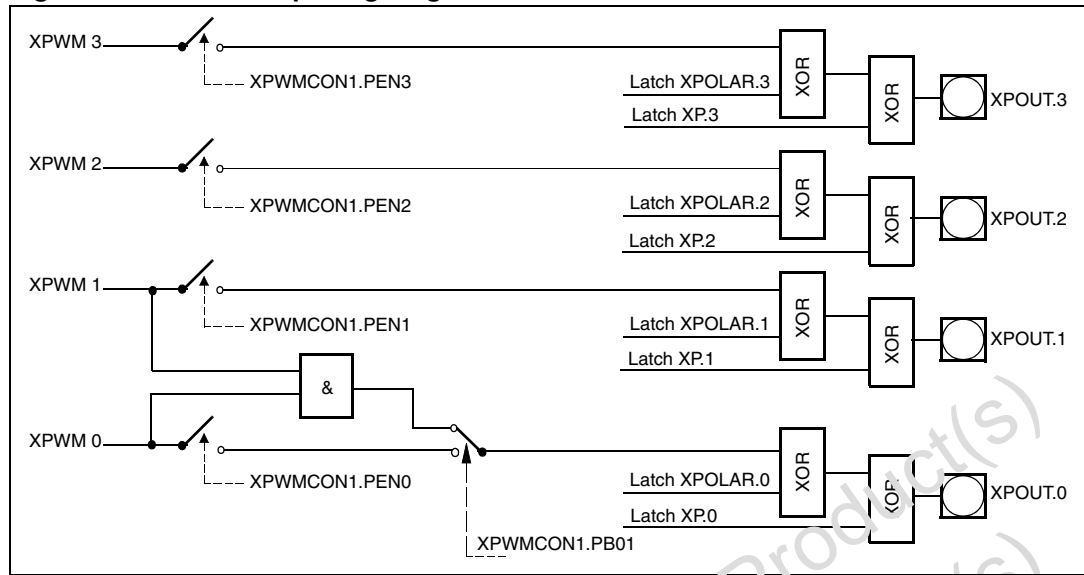 XPWM 3
XPWMCON1.PEN3
Latch XPOLAR.3
Latch XP.3
XOR
XOR
XPOUT.3
XPWM 2
XPWMCON1.PEN2
Latch XPOLAR.2
Latch XP.2
XOR
XOR
XPOUT.2
XPWM 1
XPWMCON1.PEN1
Latch XPOLAR.1
Latch XP.1
XOR
XOR
XPOUT.1
&
XPWM 0
XPWMCON1.PEN0
XPWMCON1.PB01
Latch XPOLAR.0
Latch XP.0
XOR
XOR
XPOUT.0
Product(s)